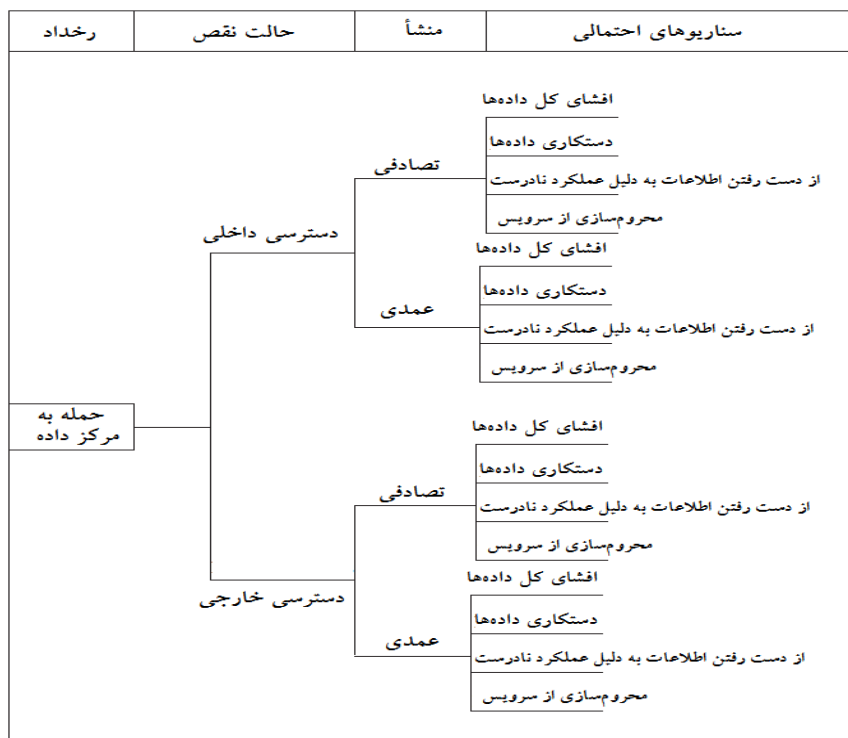 رخداد
حالت نقص
منشأ
سناریوهای احتمالی
حمله به
مرکز داده
دسترسی داخلی
تصادفی
افشای کل داده‌ها
دستکاری داده‌ها
از دست رفتن اطلاعات به دلیل عملکرد نادرست
محروم‌سازی از سرویس
عمدی
افشای کل داده‌ها
دستکاری داده‌ها
از دست رفتن اطلاعات به دلیل عملکرد نادرست
محروم‌سازی از سرویس
دسترسی خارجی
تصادفی
افشای کل داده‌ها
دستکاری داده‌ها
از دست رفتن اطلاعات به دلیل عملکرد نادرست
محروم‌سازی از سرویس
عمدی
افشای کل داده‌ها
دستکاری داده‌ها
از دست رفتن اطلاعات به دلیل عملکرد نادرست
محروم‌سازی از سرویس